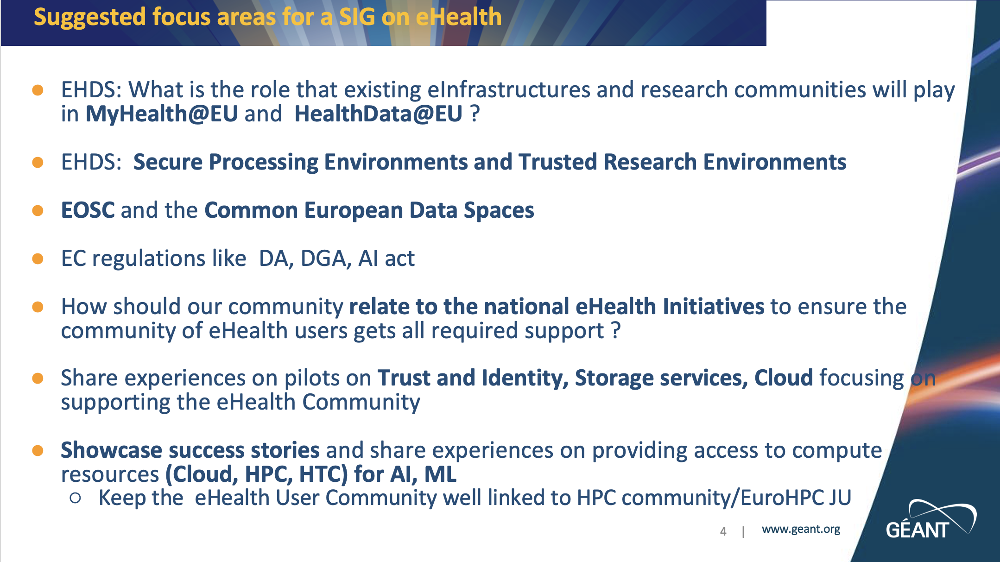 Suggested focus areas for a SIG on eHealth
● EHDS: What is the role that existing eInfrastructures and research communities will play
in MyHealth@EU and  HealthData@EU ?
● EHDS:  Secure Processing Environments and Trusted Research Environments
● EOSC and the Common European Data Spaces
● EC regulations like  DA, DGA, AI act
● How should our community relate to the national eHealth Initiatives to ensure the
community of eHealth users gets all required support ?
● Share experiences on pilots on Trust and Identity, Storage services, Cloud focusing on
supporting the eHealth Community
● Showcase success stories and share experiences on providing access to compute
resources (Cloud, HPC, HTC) for AI, ML
○ Keep the  eHealth User Community well linked to HPC community/EuroHPC JU
4 | www.geant.org
GÉANT